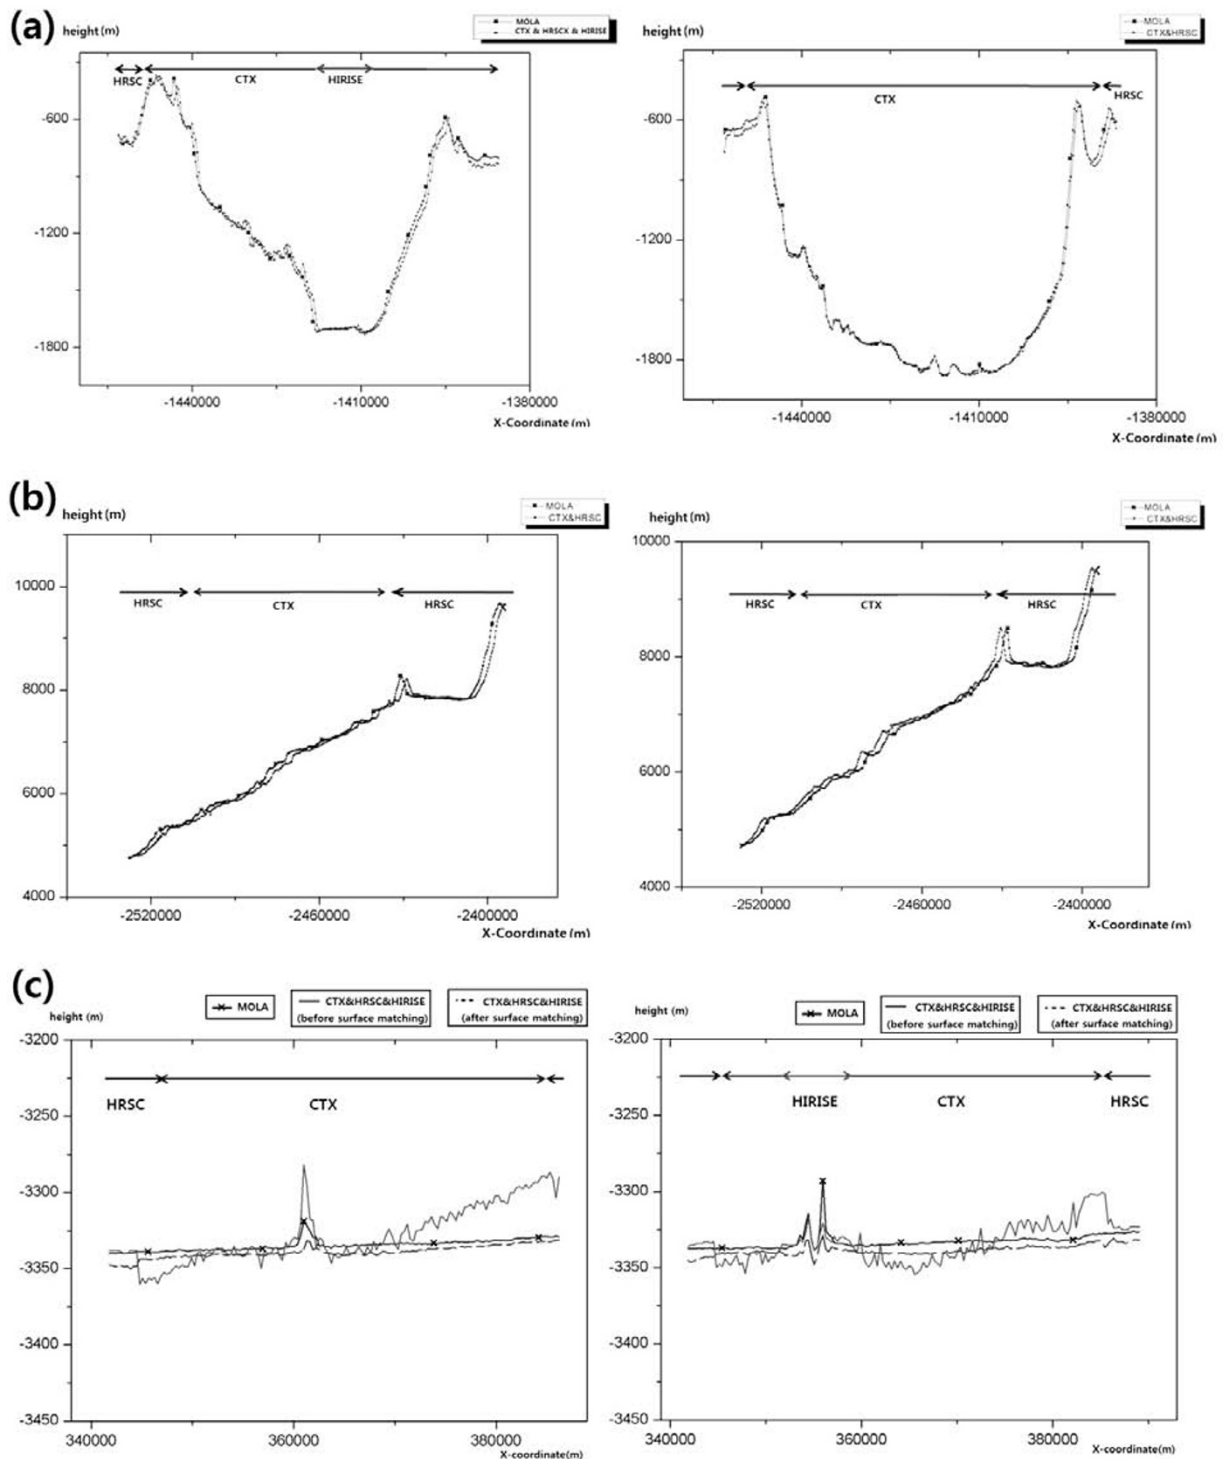 (a)
height (m)
MOLA
CTX & HRSCX & HIRISE
HRSC
CTX
HIRISE
-600
-1200
-1800
-1440000
-1410000
-1380000
X-Coordinate (m)
height (m)
MOLA
CTX&HRSC
CTX
HRSC
-600
-1200
-1800
-1440000
-1410000
-1380000
X-Coordinate (m)
(b)
height (m)
MOLA
CTX&HRSC
10000
HRSC
CTX
HRSC
8000
6000
4000
-2520000
-2460000
-2400000
X-Coordinate (m)
height (m)
MOLA
CTX&HRSC
10000
HRSC
CTX
HRSC
8000
6000
4000
-2520000
-2460000
-2400000
X-Coordinate (m)
(c)
height (m)
MOLA
CTX&HRSC&HIRISE
(before surface matching)
CTX&HRSC&HIRISE
(after surface matching)
-3200
HRSC
CTX
-3250
-3300
-3350
-3400
-3450
340000
360000
380000
X-coordinate(m)
height (m)
MOLA
CTX&HRSC&HIRISE
(before surface matching)
CTX&HRSC&HIRISE
(after surface matching)
-3200
HIRISE
CTX
HRSC
-3250
-3300
-3350
-3400
-3450
340000
360000
380000
X-coordinate(m)